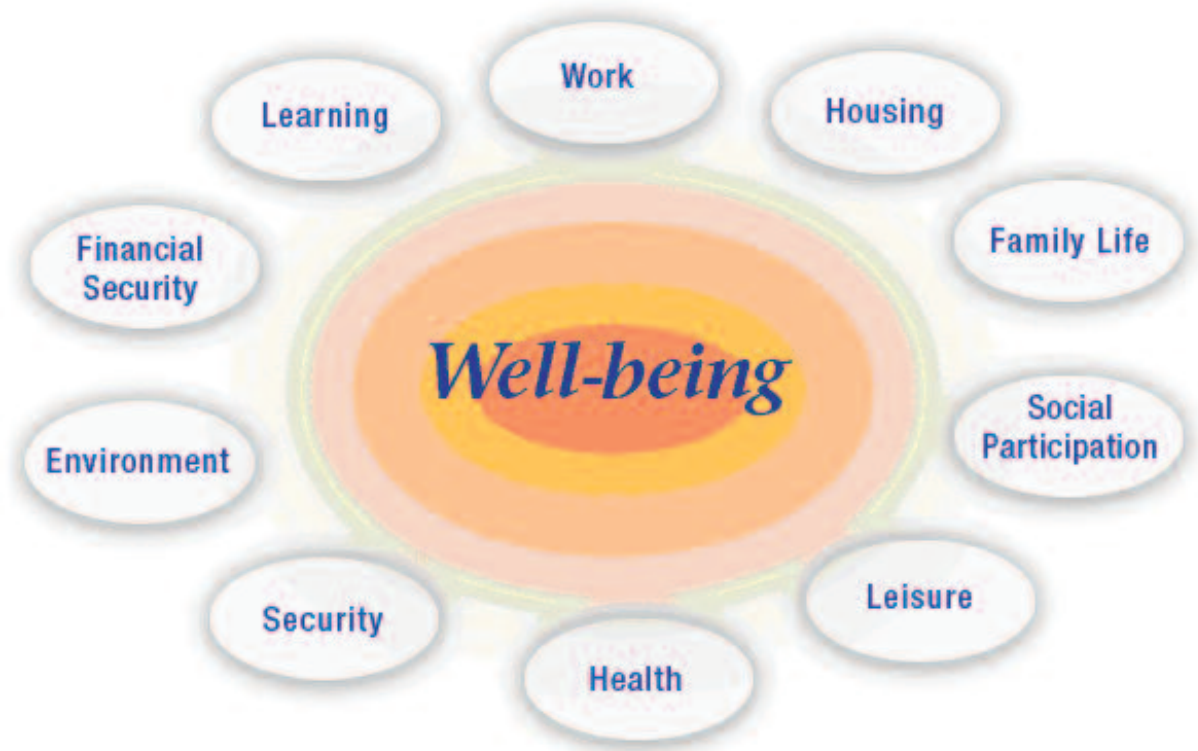 Work
Learning
Housing
Financial
Security
Family Life
Well-being
Environment
Social
Participation
Security
Leisure
Health